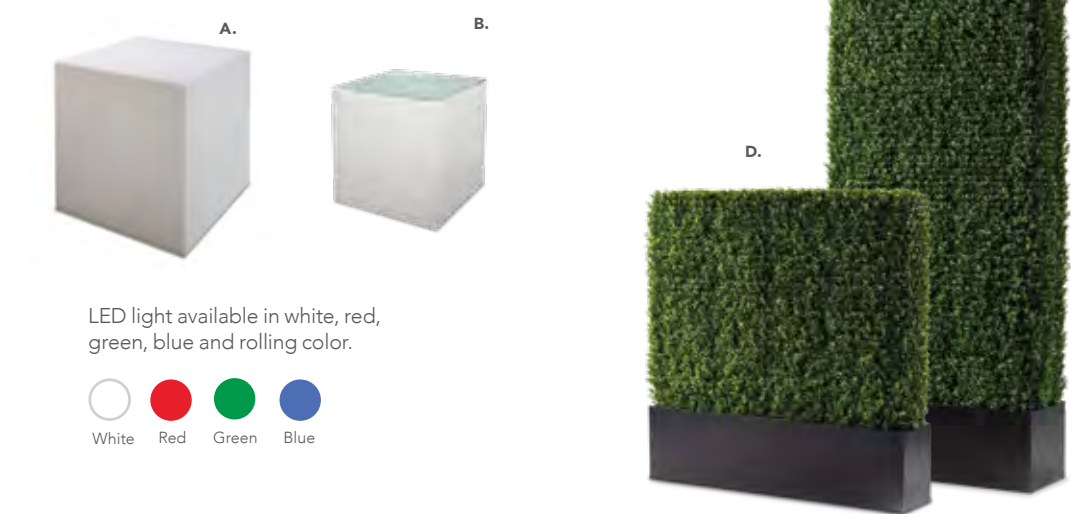 A.
B.
D.
LED light available in white, red,
green, blue and rolling color.
White Red Green Blue